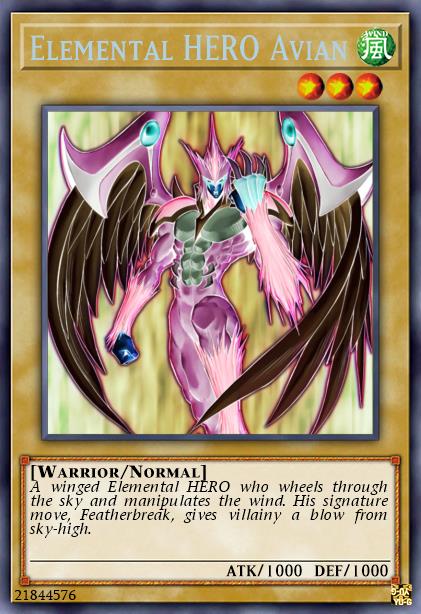 ELEMENTAL HERO AVIAN
WIND
風
[WARRIOR/NORMAL]
A winged Elemental HERO who wheels through
the sky and manipulates the wind. His signature
move, Featherbreak, gives villainy a blow from
sky-high.
ATK/1000 DEF/1000
21844576